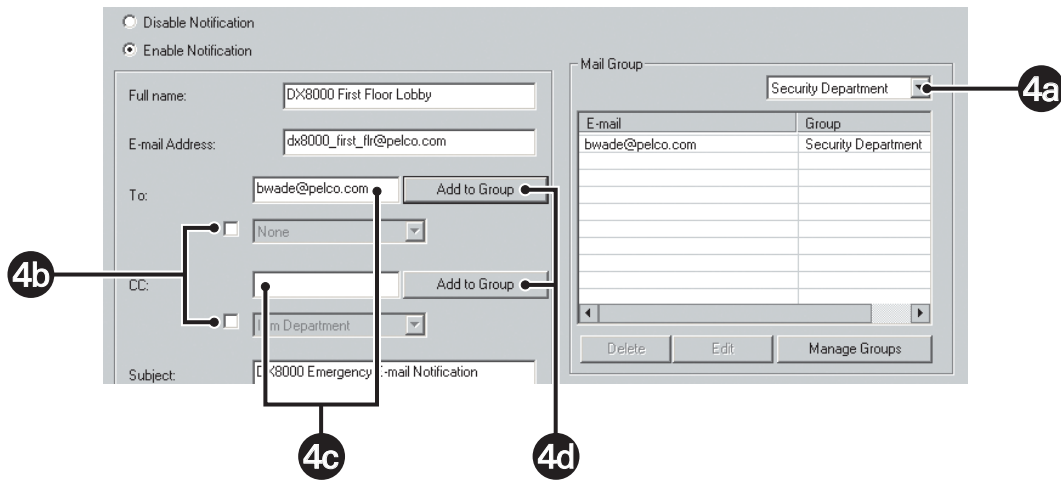 Disable Notification
Enable Notification
Full name: DX8000 First Floor Lobby
E-mail Address: dx8000_first_flr@pelco.com
To: bwade@pelco.com Add to Group
None
CC: Add to Group
Department
Subject: DX8000 Emergency E-mail Notification
Mail Group
Security Department
E-mail Group
bwade@pelco.com Security Department
Delete Edit Manage Groups
4a
4b
4c
4d